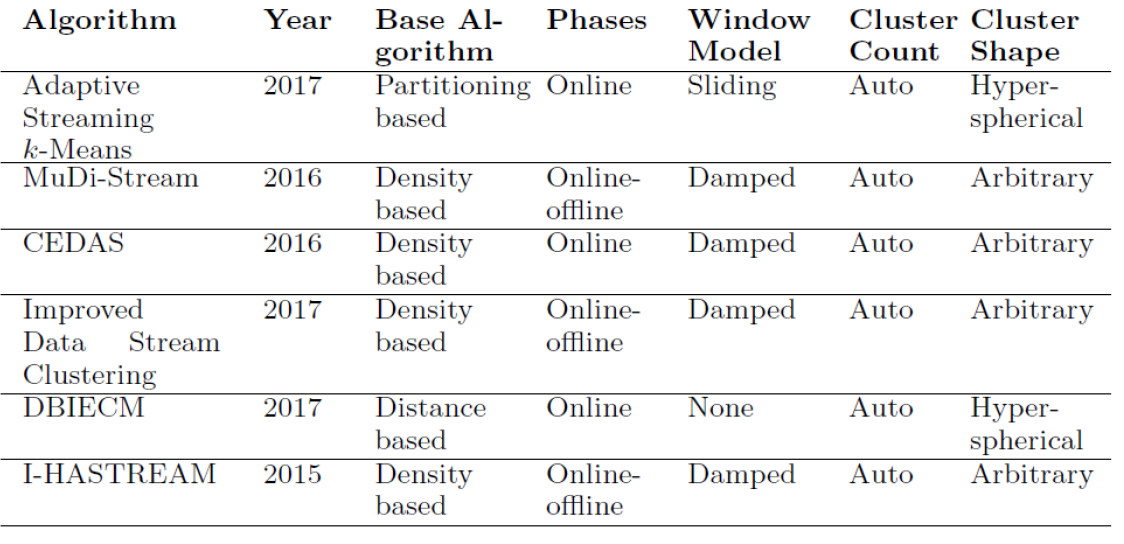 Algorithm Year Base Al- Phases Window Cluster Cluster
gorithm Model Count Shape
Adaptive 2017 Partitioning Online Sliding Auto Hyper-
Streaming based spherical
k-Means
MuDi-Stream 2016 Density Online- Damped Auto Arbitrary
based offline
CEDAS 2016 Density Online Damped Auto Arbitrary
based
Improved 2017 Density Online- Damped Auto Arbitrary
Data Stream based offline
Clustering
DBIECM 2017 Distance Online None Auto Hyper-
based spherical
I-HASTREAM 2015 Density Online- Damped Auto Arbitrary
based offline